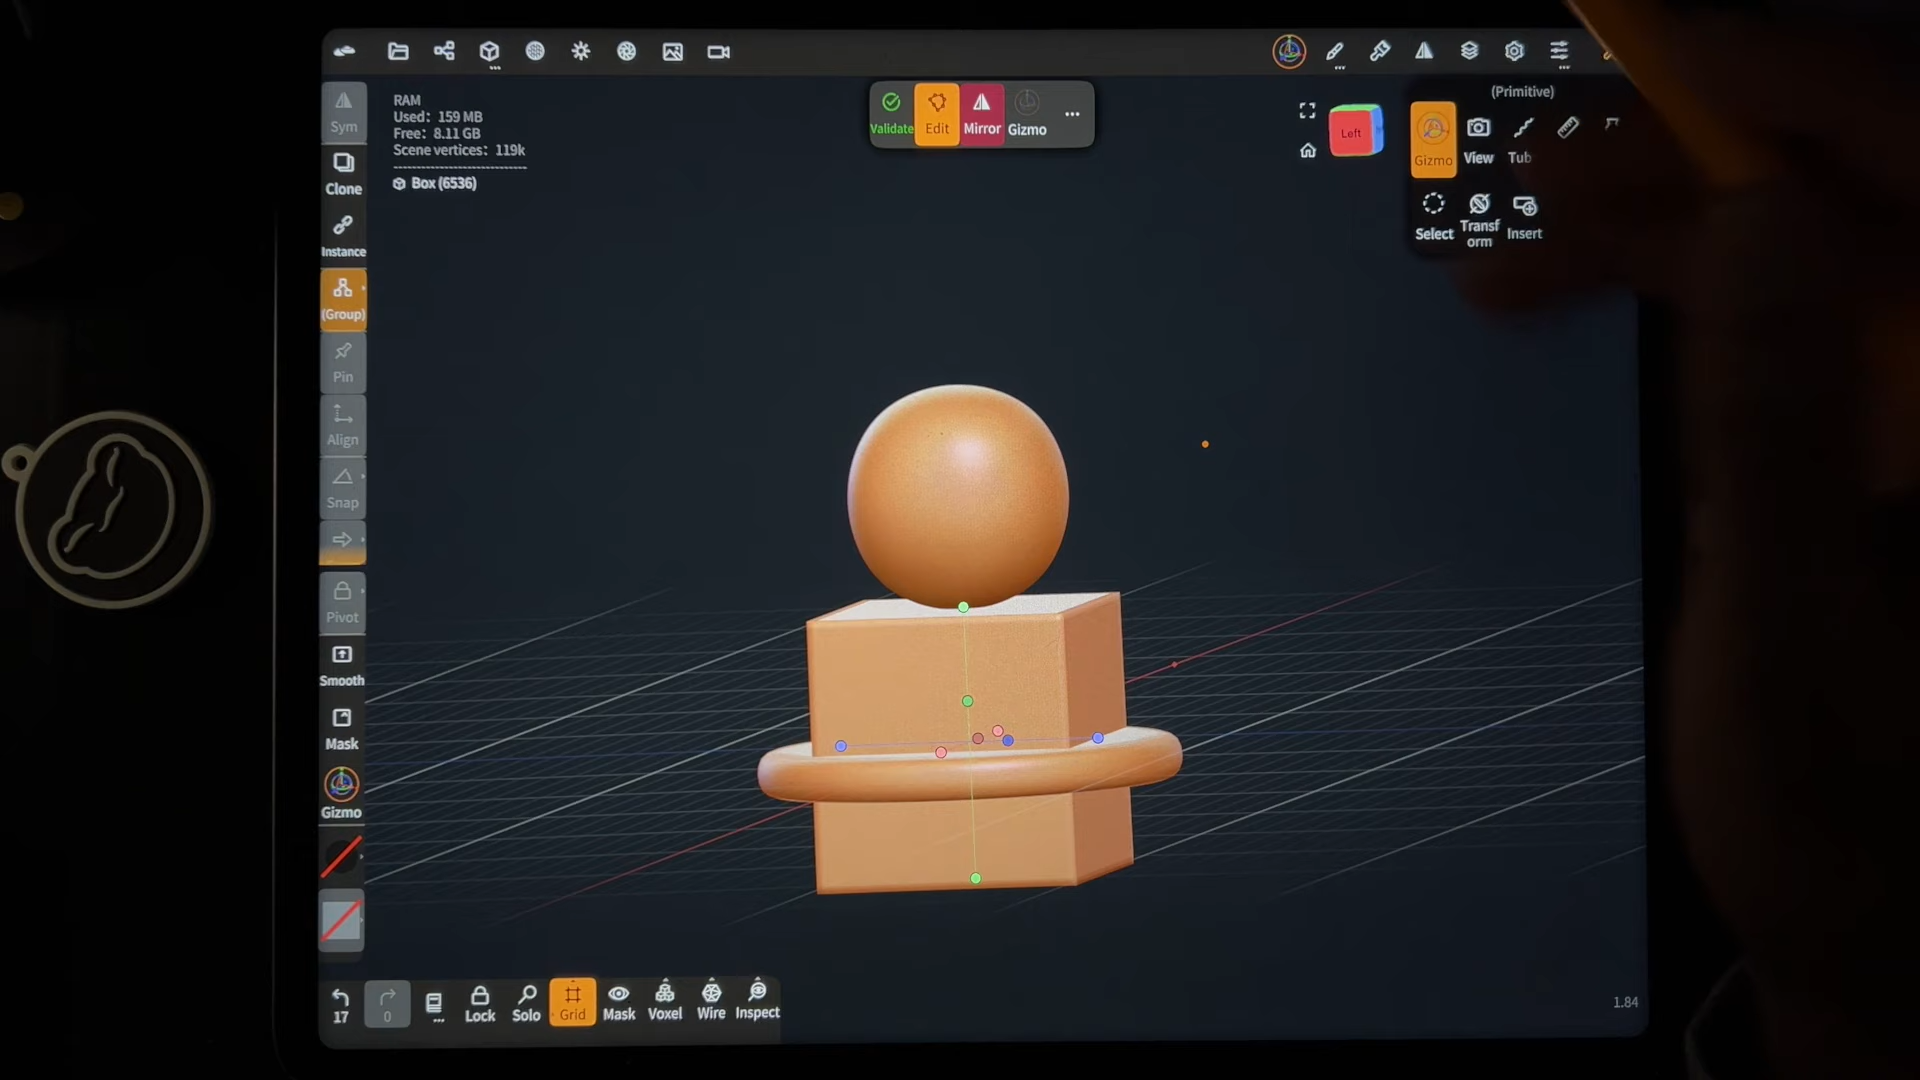 Sym
Clone
Instance
(Group)
Pin
Align
Snap
Pivot
Smooth
Mask
Gizmo
RAM
Used: 159 MB
Free: 8.11 GB
Scene vertices: 119k
Box (6536)
Validate
Edit
Mirror
Gizmo
...
Left
(Primitive)
Gizmo
View
Tub
Select
Transf
orm
Insert
17
0
Lock
Solo
Grid
Mask
Voxel
Wire
Inspect
1.84